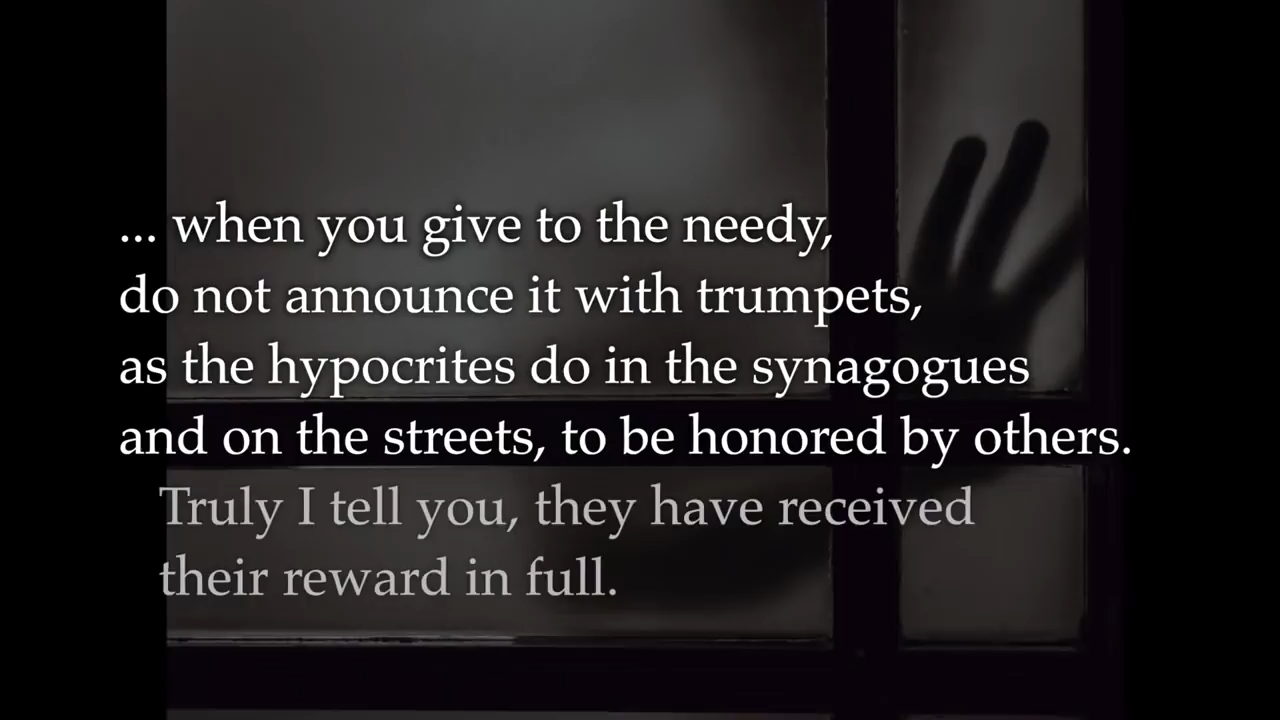 ... when you give to the needy,
do not announce it with trumpets,
as the hypocrites do in the synagogues
and on the streets, to be honored by others.
Truly I tell you, they have received
their reward in full.